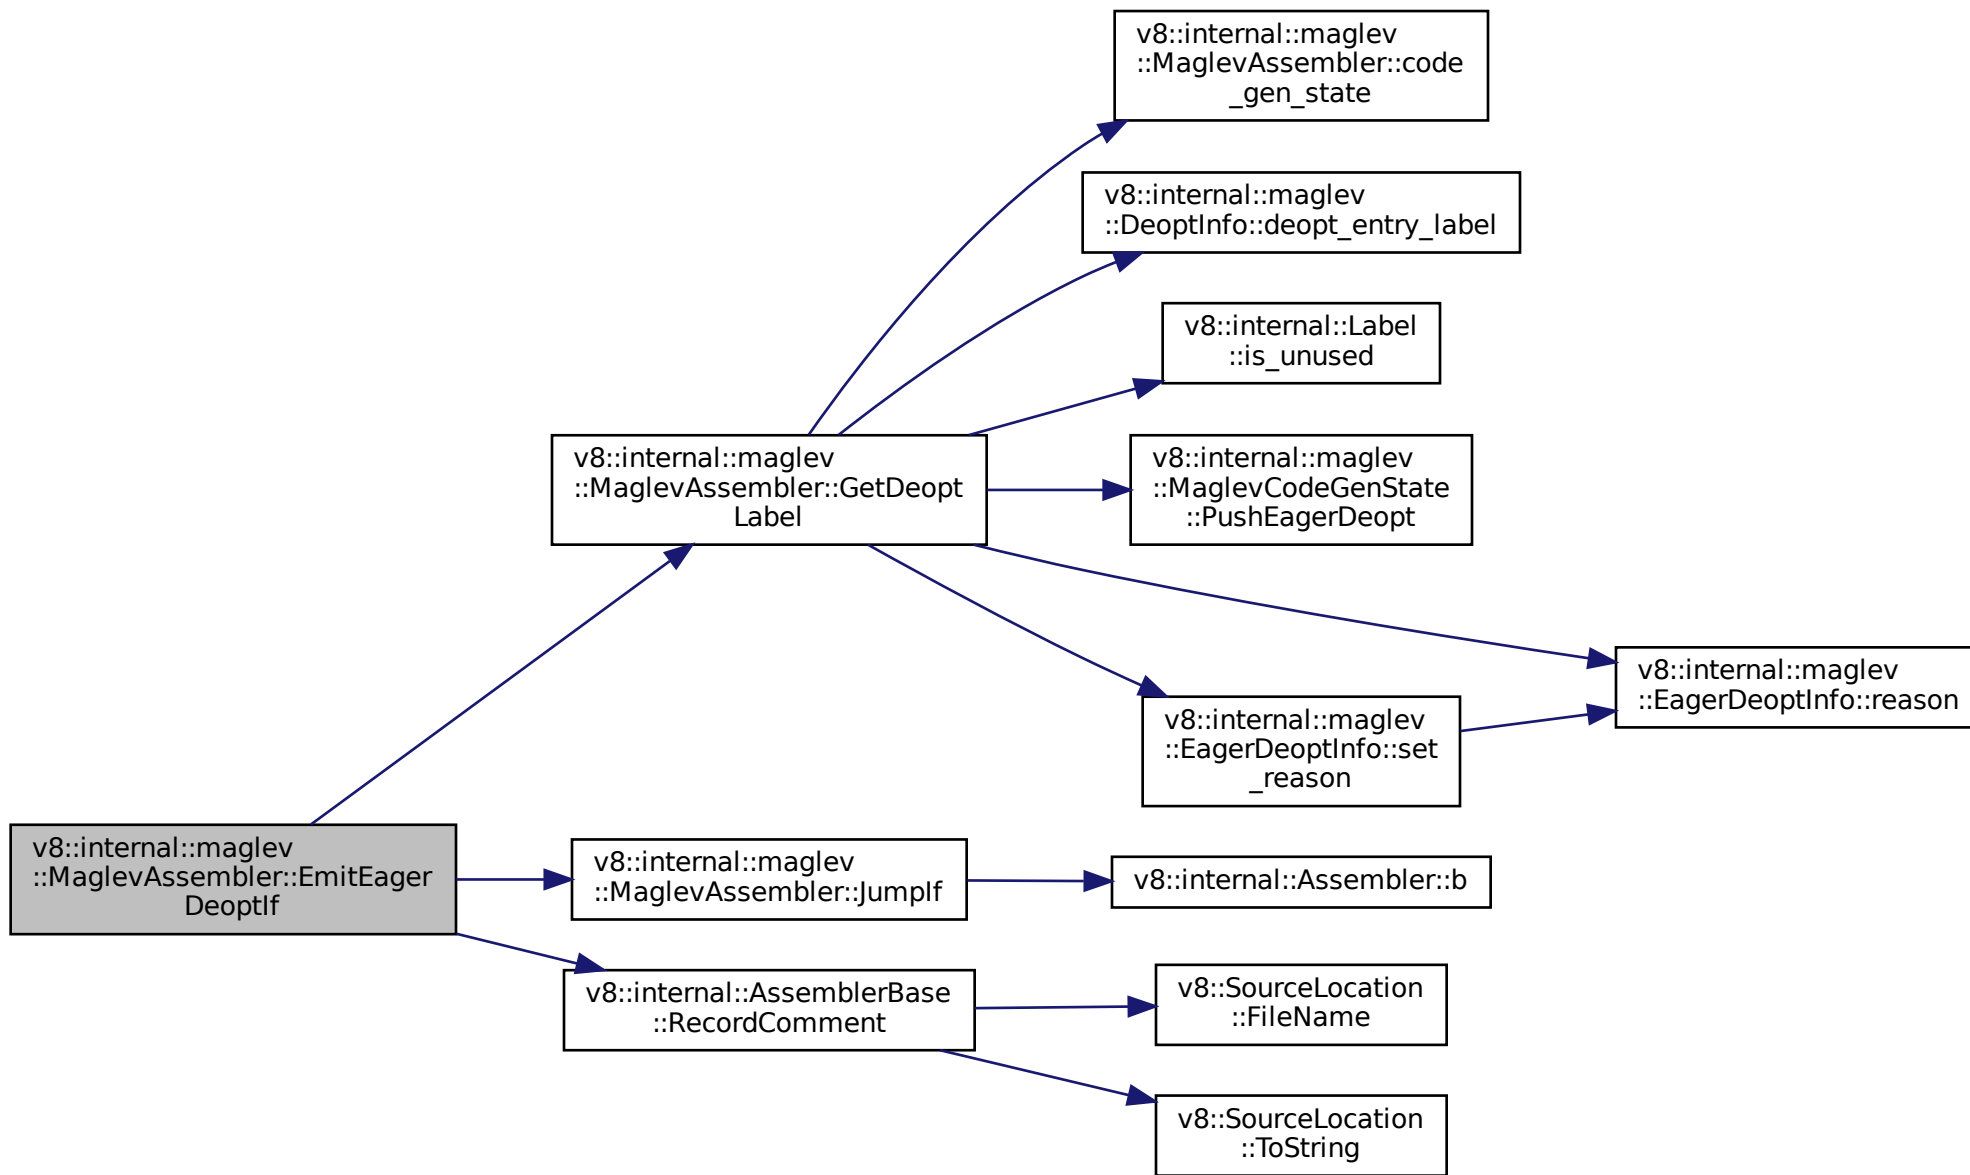 v8::internal::maglev
::MaglevAssembler::code
_gen_state
v8::internal::maglev
::DeoptInfo::deopt_entry_label
v8::internal::Label
::is_unused
v8::internal::maglev
::MaglevAssembler::GetDeopt
Label
v8::internal::maglev
::MaglevCodeGenState
::PushEagerDeopt
v8::internal::maglev
::EagerDeoptInfo::reason
v8::internal::maglev
::EagerDeoptInfo::set
_reason
v8::internal::maglev
::MaglevAssembler::EmitEager
DeoptIf
v8::internal::maglev
::MaglevAssembler::JumpIf
v8::internal::Assembler::b
v8::internal::AssemblerBase
::RecordComment
v8::SourceLocation
::FileName
v8::SourceLocation
::ToString